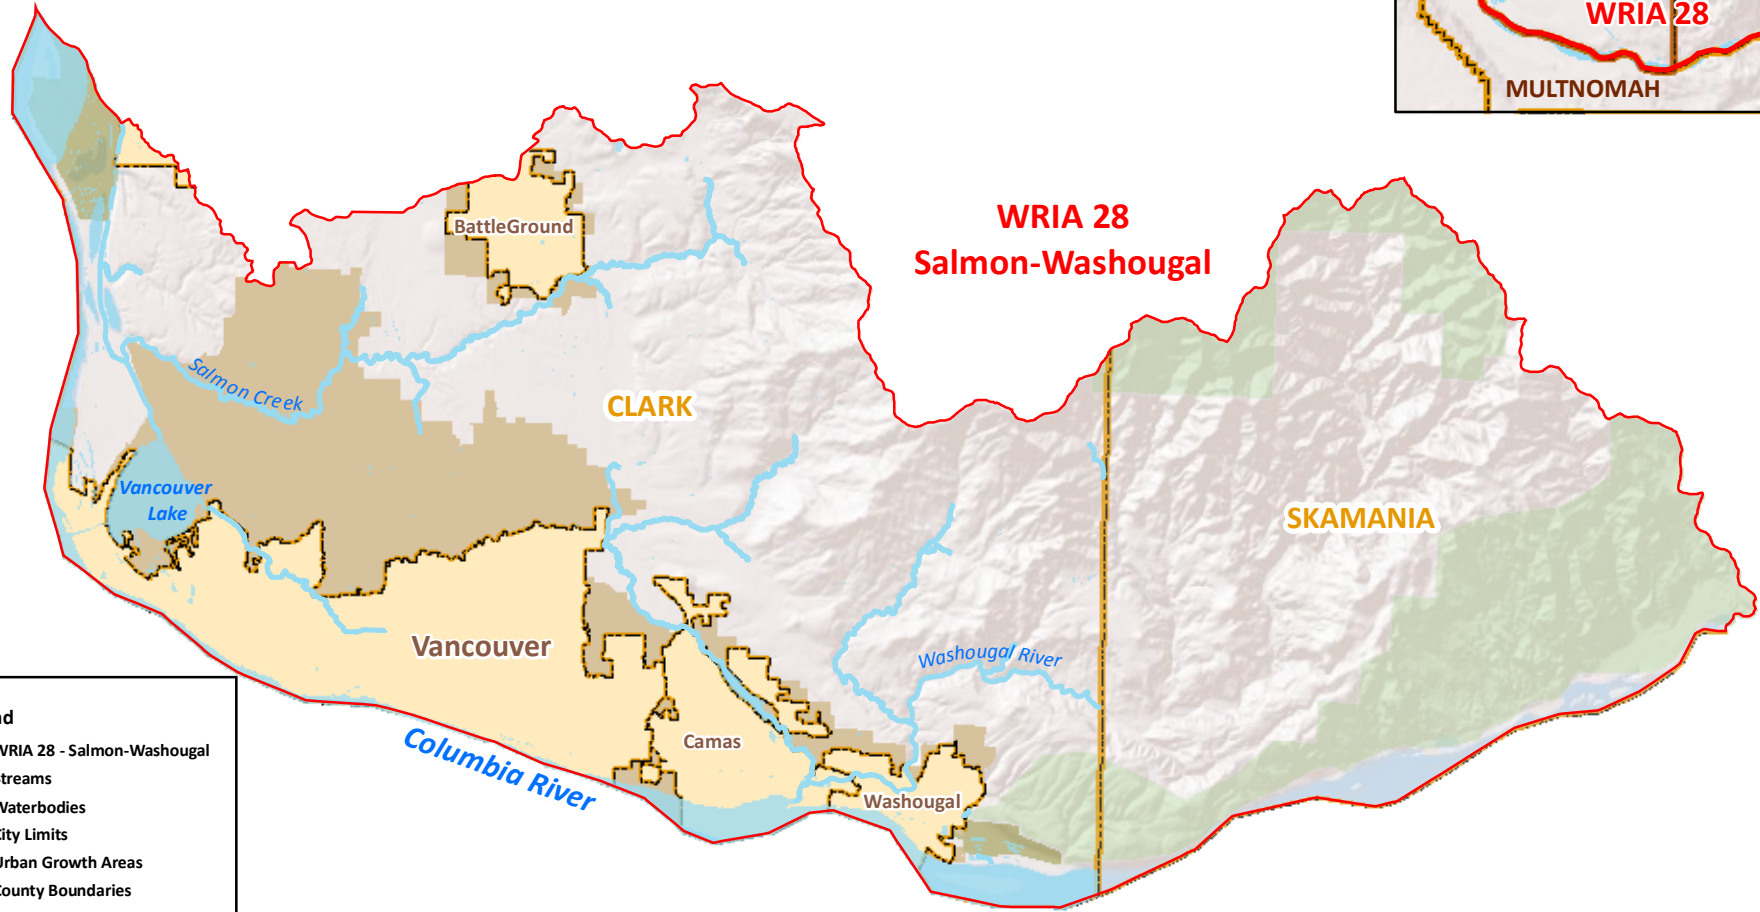 WRIA 28
MULTNOMAH
WRIA 28
Salmon-Washougal
BattleGround
Salmon Creek
CLARK
Vancouver
Lake
SKAMANIA
Vancouver
Washougal River
Camas
Columbia River
Washougal
WRIA 28 - Salmon-Washougal
Streams
Waterbodies
City Limits
Urban Growth Areas
County Boundaries